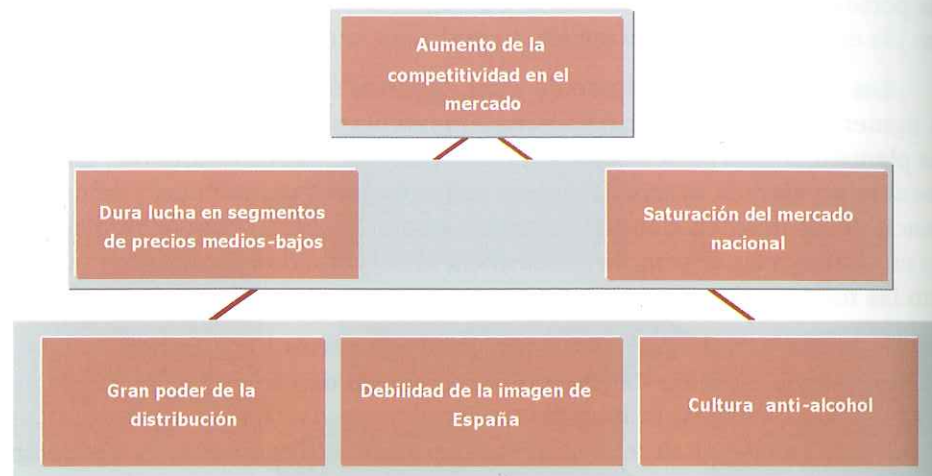 Aumento de la
competitividad en el
mercado
Dura lucha en segmentos
de precios medios-bajos
Saturación del mercado
nacional
Gran poder de la
distribución
Debilidad de la imagen de
España
Cultura anti-alcohol